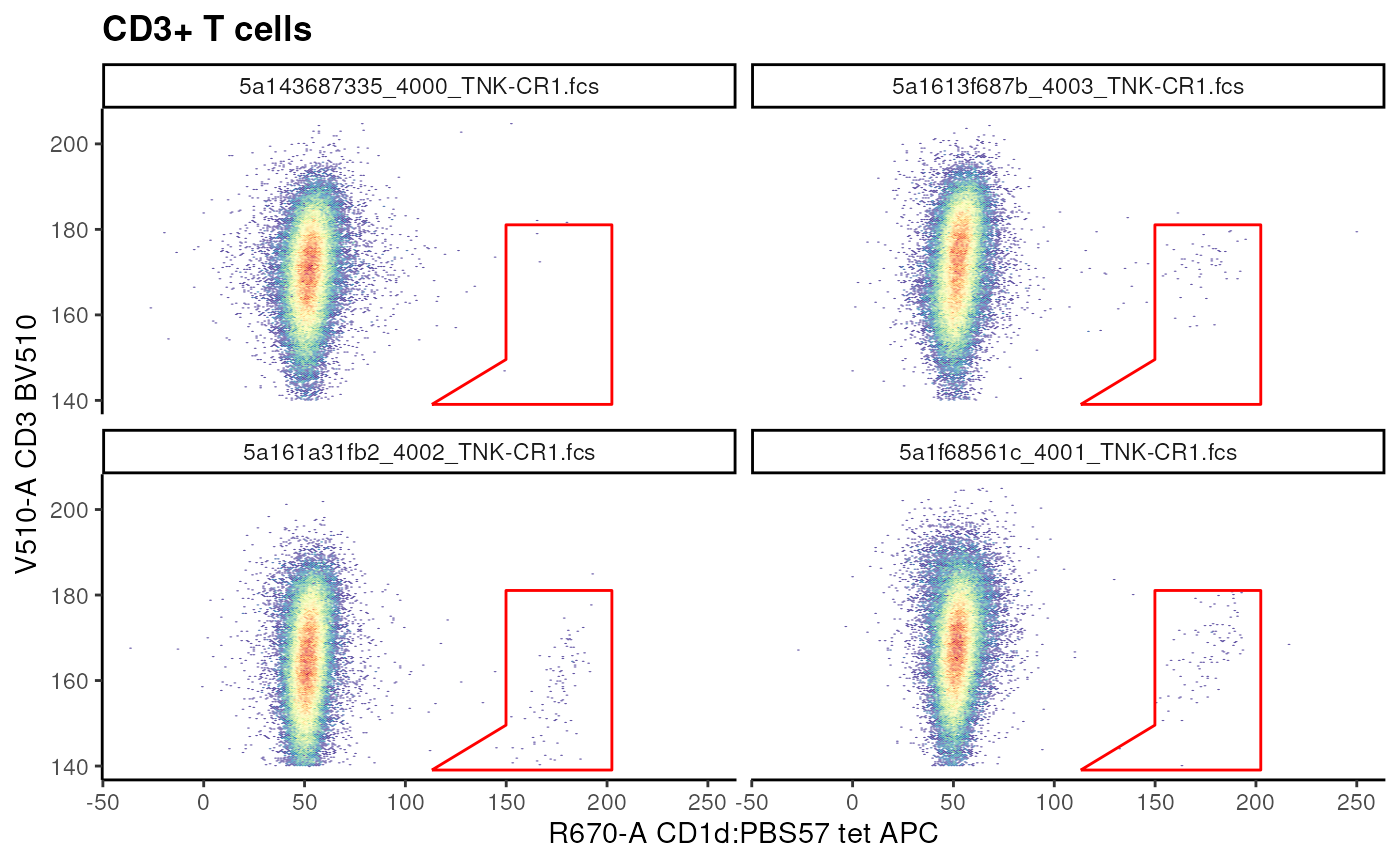 CD3+ T cells
5a143687335_4000_TNK-CR1.fcs
5a1613f687b_4003_TNK-CR1.fcs
200
180
160
140
5a161a31fb2_4002_TNK-CR1.fcs
5a1f68561c_4001_TNK-CR1.fcs
200
180
160
140
V510-A CD3 BV510
-50 0 50 100 150 200 250 -50 0 50 100 150 200 250
R670-A CD1d:PBS57 tet APC